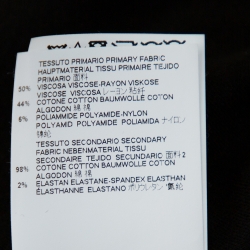 TESSUTO PRIMARIO PRIMARY FABRIC
HAUPTMATERIAL TISSU PRIMAIRE TEJIDO
PRIMARIO 面料
50% VISCOSA VISCOSE-RAYON VISKOSE
VISCOSE VISCOSA レーヨン 粘纤
44% COTONE COTTON BAUMWOLLE COTON
ALGODON 綿 棉
6% POLIAMMIDE POLYAMIDE-NYLON
POLYAMID POLYAMIDE POLIAMIDA ナイロン
锦纶
TESSUTO SECONDARIO SECONDARY
FABRIC NEBENMATERIAL TISSU
SECONDAIRE TEJIDO SECUNDARIC 面料2
98% COTONE COTTON BAUMWOLLE COTON
ALGODON 綿 棉
2% ELASTAN ELASTANE-SPANDEX ELASTHAN
ÉLASTHANNE ELASTANO ポリウレタン 氨纶